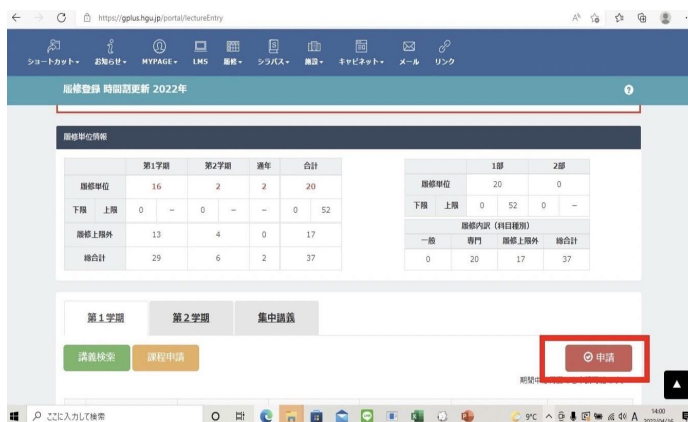 https://gplus.hgu.jp/portal/lectureEntry
ショートカット お知らせ MYPAGE LMS 履修 シラバス 施設 キャビネット メール リンク
履修登録 時間割更新 2022年
履修単位情報
第1学期 第2学期 通年 合計
履修単位 16 2 2 20
下限 上限 0 - 0 - - 0 52
履修上限外 13 4 0 17
総合計 29 6 2 37
1部 2部
履修単位 20 0
下限 上限 0 52 0 -
履修内訳（科目種別）
一般 専門 履修上限外 総合計
0 20 17 37
第1学期 第2学期 集中講義
講義検索 課程申請 申請
期間中
ここに入力して検索
9°C
A
14:00
2022/04/16